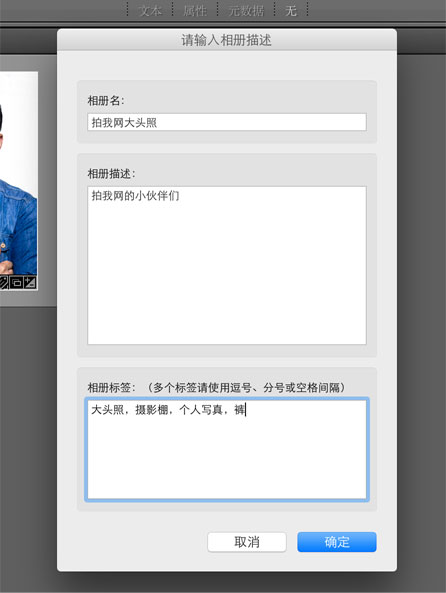 文本 属性 元数据 无
请输入相册描述
相册名：
拍我网大头照
相册描述：
拍我网的小伙伴们
相册标签：（多个标签请使用逗号、分号或空格间隔）
大头照，摄影棚，个人写真，裤
取消 确定